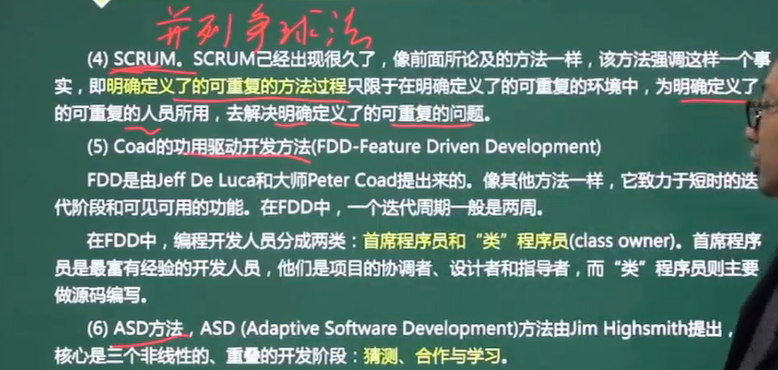 并列争球法
(4) SCRUM。SCRUM己经出现很久了，像前面所论及的方法一样，该方法强调这样一个事
实，即明确定义了的可重复的方法过程只限于在明确定义了的可重复的环境中，为明确定义了
的可重复的人员所用，去解决明确定义了的可重复的问题。
(5) Coad的功用驱动开发方法(FDD-Feature Driven Development)
FDD是由Jeff De Luca和大师Peter Coad提出来的。像其他方法一样，它致力于短时的迭
代阶段和可见可用的功能。在FDD中，一个迭代周期一般是两周。
在FDD中，编程开发人员分成两类：首席程序员和“类”程序员(class owner)。首席程序
员是最富有经验的开发人员，他们是项目的协调者、设计者和指导者，而“类”程序员则主要
做源码编写。
(6) ASD方法，ASD (Adaptive Software Development)方法由Jim Highsmith提出，
核心是三个非线性的、重叠的开发阶段：猜测、合作与学习。